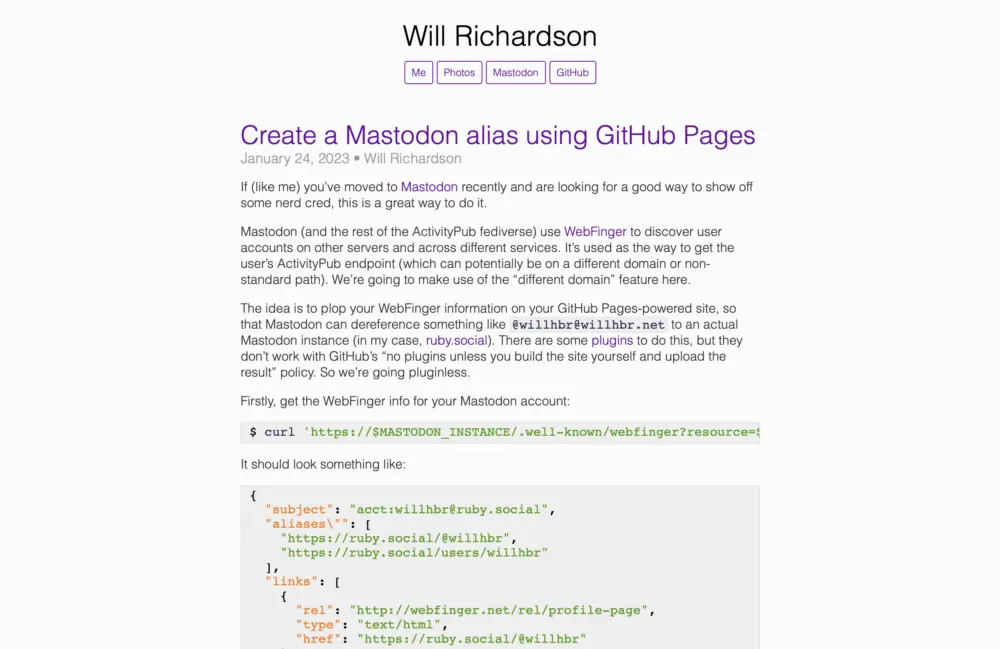 Will Richardson
Me Photos Mastodon GitHub
Create a Mastodon alias using GitHub Pages
January 24, 2023 • Will Richardson
If (like me) you’ve moved to Mastodon recently and are looking for a good way to show off
some nerd cred, this is a great way to do it.
Mastodon (and the rest of the ActivityPub fediverse) use WebFinger to discover user
accounts on other servers and across different services. It’s used as the way to get the
user’s ActivityPub endpoint (which can potentially be on a different domain or non-
standard path). We’re going to make use of the “different domain” feature here.
The idea is to plop your WebFinger information on your GitHub Pages-powered site, so
that Mastodon can dereference something like @willhbr@willhbr.net to an actual
Mastodon instance (in my case, ruby.social). There are some plugins to do this, but they
don’t work with GitHub’s “no plugins unless you build the site yourself and upload the
result” policy. So we’re going pluginless.
Firstly, get the WebFinger info for your Mastodon account:
$ curl 'https://$MASTODON_INSTANCE/.well-known/webfinger?resource=$
It should look something like:
{
"subject": "acct:willhbr@ruby.social",
"aliases\"": [
"https://ruby.social/@willhbr",
"https://ruby.social/users/willhbr"
],
"links": [
{
"rel": "http://webfinger.net/rel/profile-page",
"type": "text/html",
"href": "https://ruby.social/@willhbr"